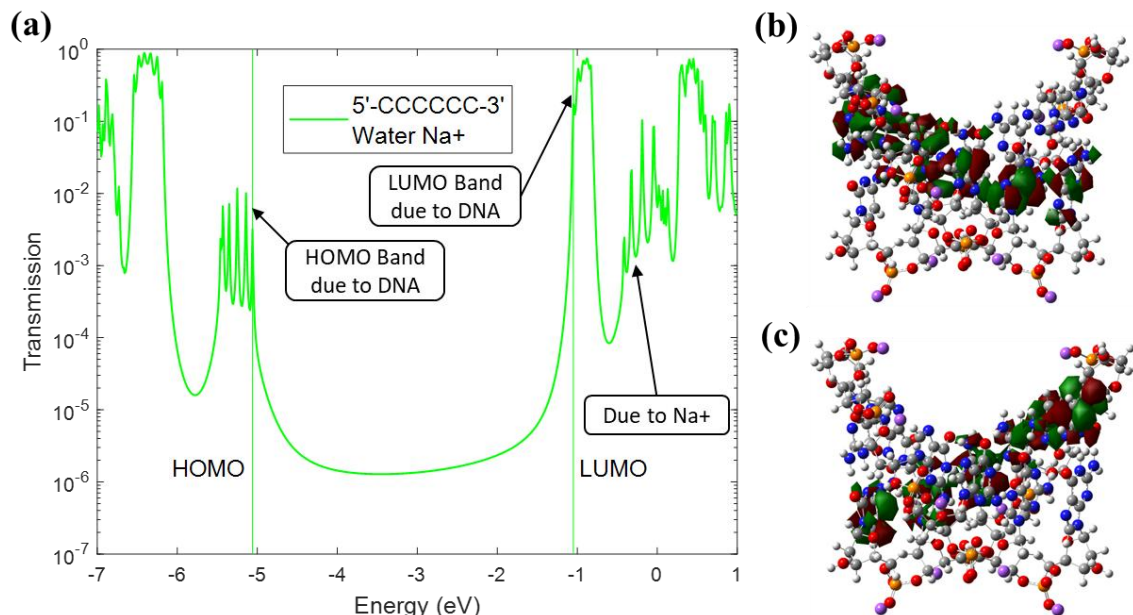 (a)
10^0
10^-1
10^-2
10^-3
10^-4
10^-5
10^-6
10^-7
Transmission
5'-CCCCCC-3'
Water Na+
LUMO Band
due to DNA
HOMO Band
due to DNA
Due to Na+
HOMO
LUMO
-7 -6 -5 -4 -3 -2 -1 0 1
Energy (eV)
(b)
(c)